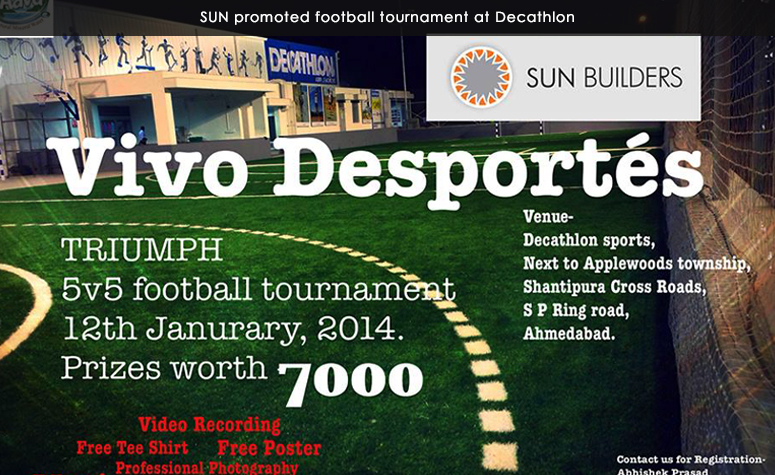 SUN promoted football tournament at Decathlon
DECATHLON
SUN BUILDERS
Vivo Desportés
TRIUMPH
5v5 football tournament
12th Janurary, 2014.
Prizes worth 7000
Venue-
Decathlon sports,
Next to Applewoods township,
Shantipura Cross Roads,
S P Ring road,
Ahmedabad.
Video Recording
Free Tee Shirt Free Poster
Professional Photography
Contact us for Registration-
Abhishek Prasad